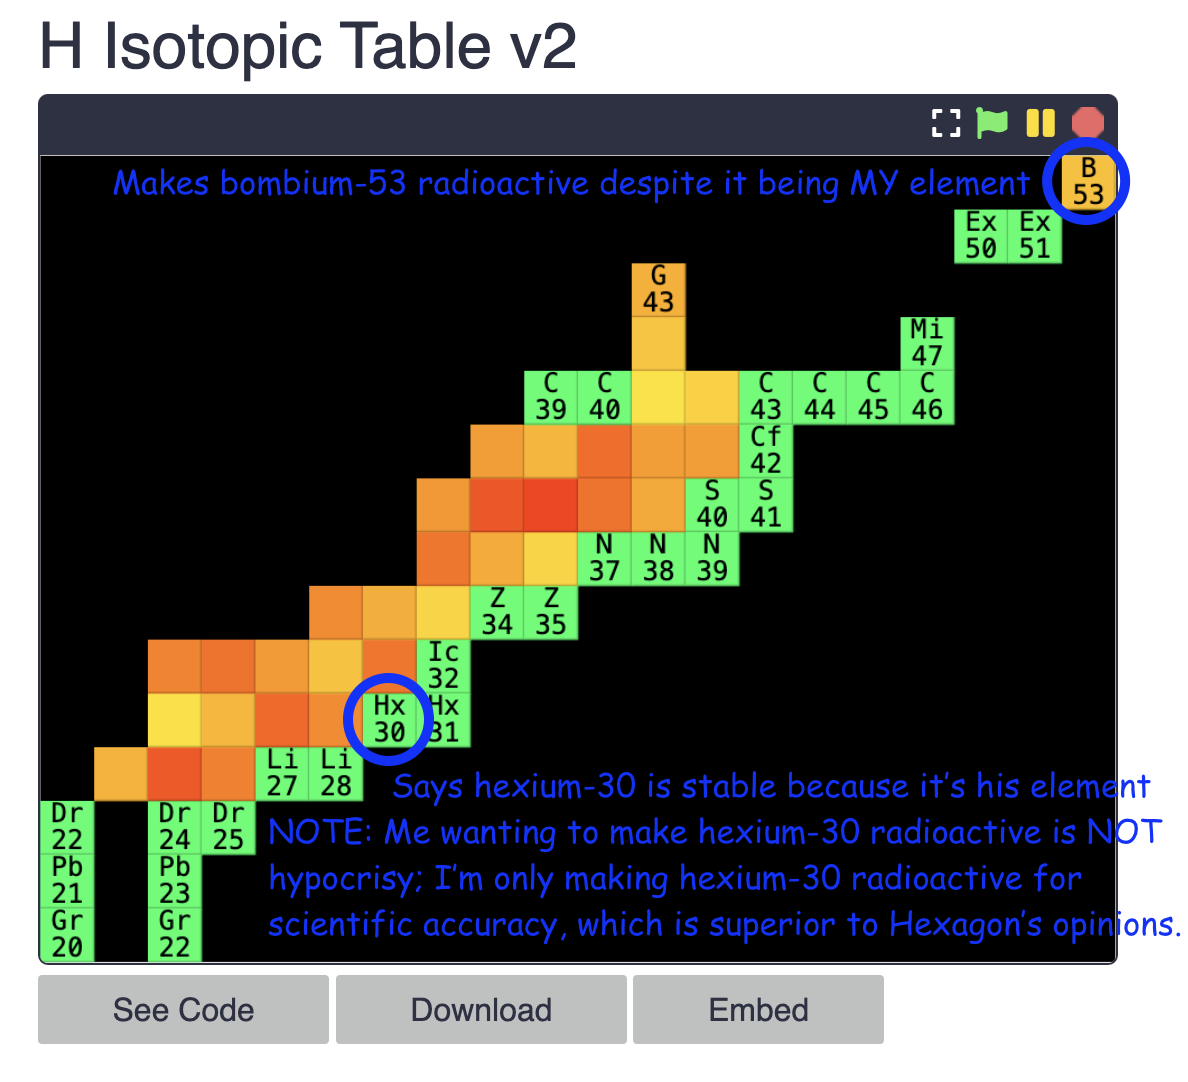 H Isotopic Table v2
Makes bombium-53 radioactive despite it being MY element
B
53
Ex Ex
50 51
G
43
Mi
47
C C C C C C
39 40 43 44 45 46
Cf
42
S S
40 41
N N N
37 38 39
Z Z
34 35
Ic
32
Hx Hx
30 31
Li Li
27 28
Says hexium-30 is stable because it's his element
Dr Dr Dr
22 24 25
NOTE: Me wanting to make hexium-30 radioactive is NOT
Pb Pb
21 23
hypocrisy; I'm only making hexium-30 radioactive for
Gr Gr
20 22
scientific accuracy, which is superior to Hexagon's opinions.
See Code Download Embed